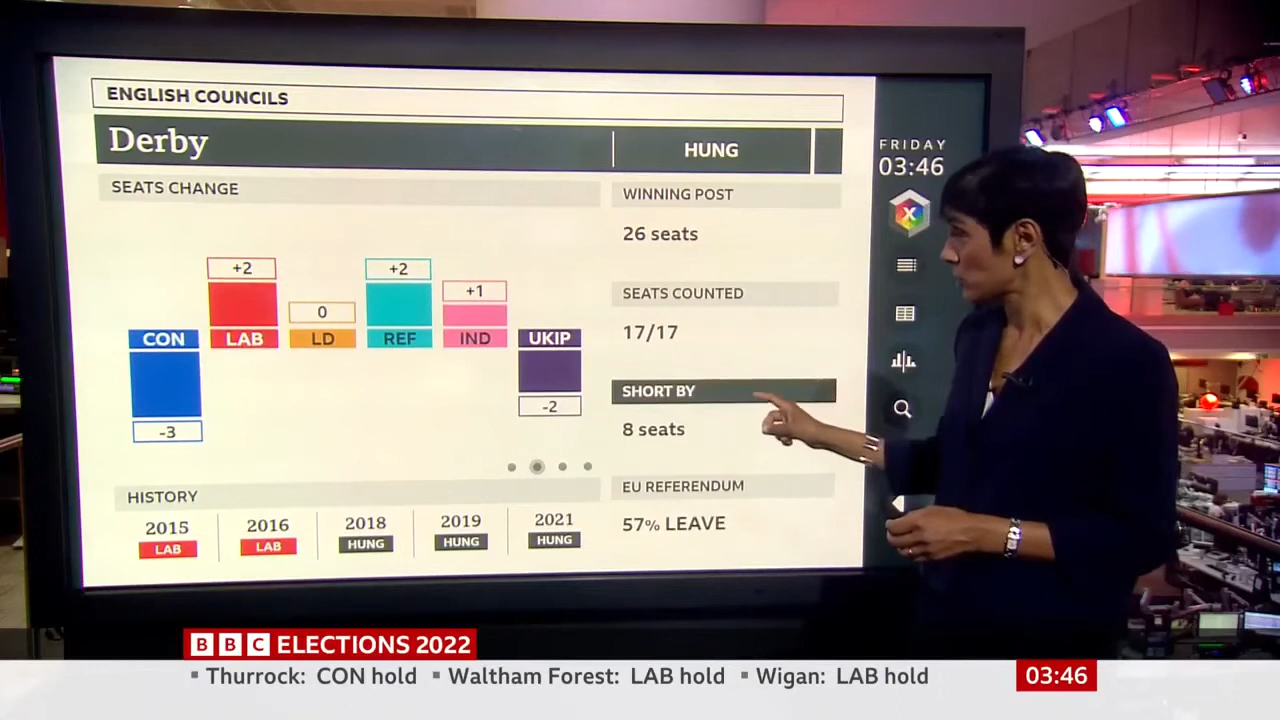 ENGLISH COUNCILS
Derby
HUNG
SEATS CHANGE
+2
+2
+1
0
CON
LAB
LD
REF
IND
UKIP
-2
-3
HISTORY
2015
2016
2018
2019
2021
LAB
LAB
HUNG
HUNG
HUNG
WINNING POST
26 seats
SEATS COUNTED
17/17
SHORT BY
8 seats
EU REFERENDUM
57% LEAVE
FRIDAY
03:46
X
BBC ELECTIONS 2022
Thurrock: CON hold ▪ Waltham Forest: LAB hold ▪ Wigan: LAB hold
03:46